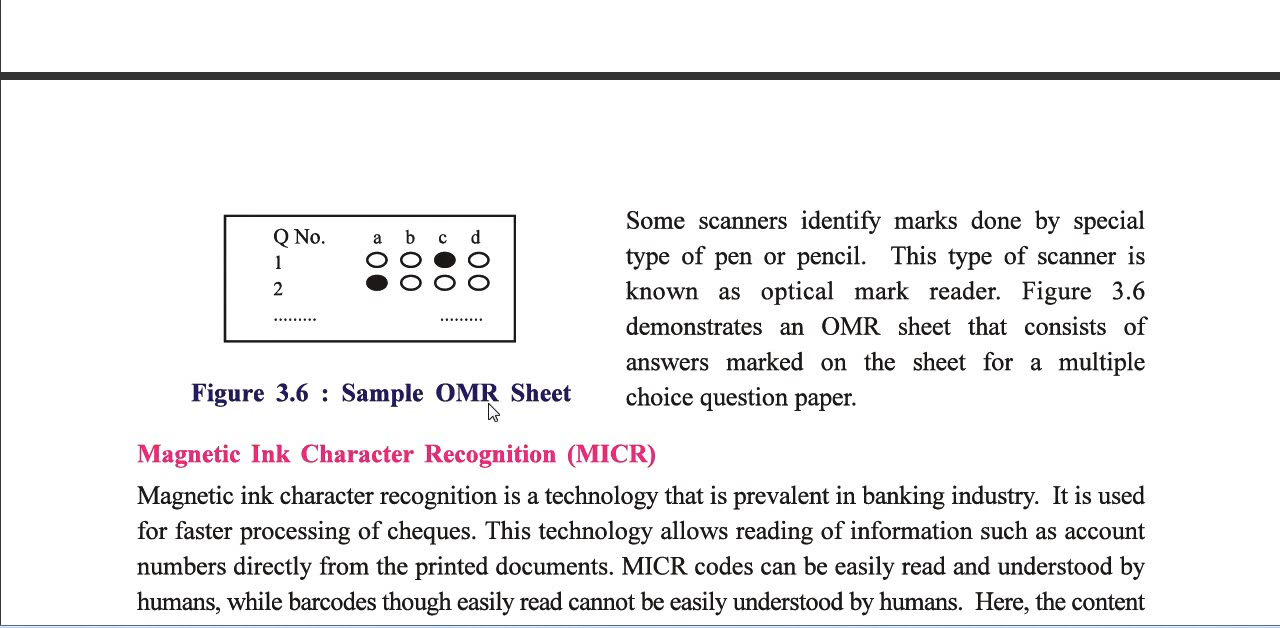 Q No. a b c d
1
2
......... .........
Figure 3.6 : Sample OMR Sheet
Some scanners identify marks done by special
type of pen or pencil. This type of scanner is
known as optical mark reader. Figure 3.6
demonstrates an OMR sheet that consists of
answers marked on the sheet for a multiple
choice question paper.
Magnetic Ink Character Recognition (MICR)
Magnetic ink character recognition is a technology that is prevalent in banking industry. It is used
for faster processing of cheques. This technology allows reading of information such as account
numbers directly from the printed documents. MICR codes can be easily read and understood by
humans, while barcodes though easily read cannot be easily understood by humans. Here, the content